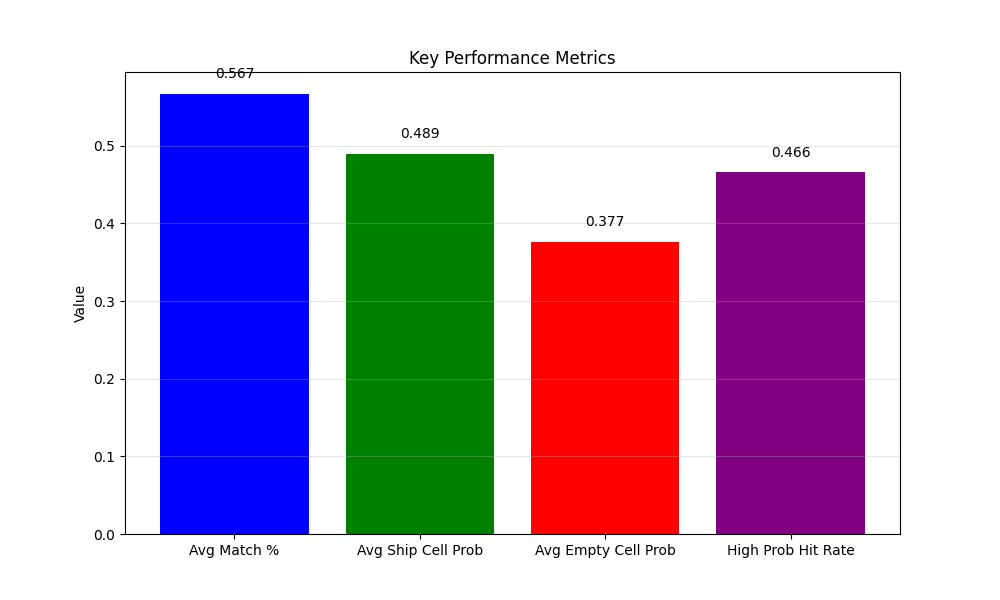 Key Performance Metrics
0.567
0.489
0.466
0.377
0.5
0.4
0.3
0.2
0.1
0.0
Value
Avg Match %
Avg Ship Cell Prob
Avg Empty Cell Prob
High Prob Hit Rate